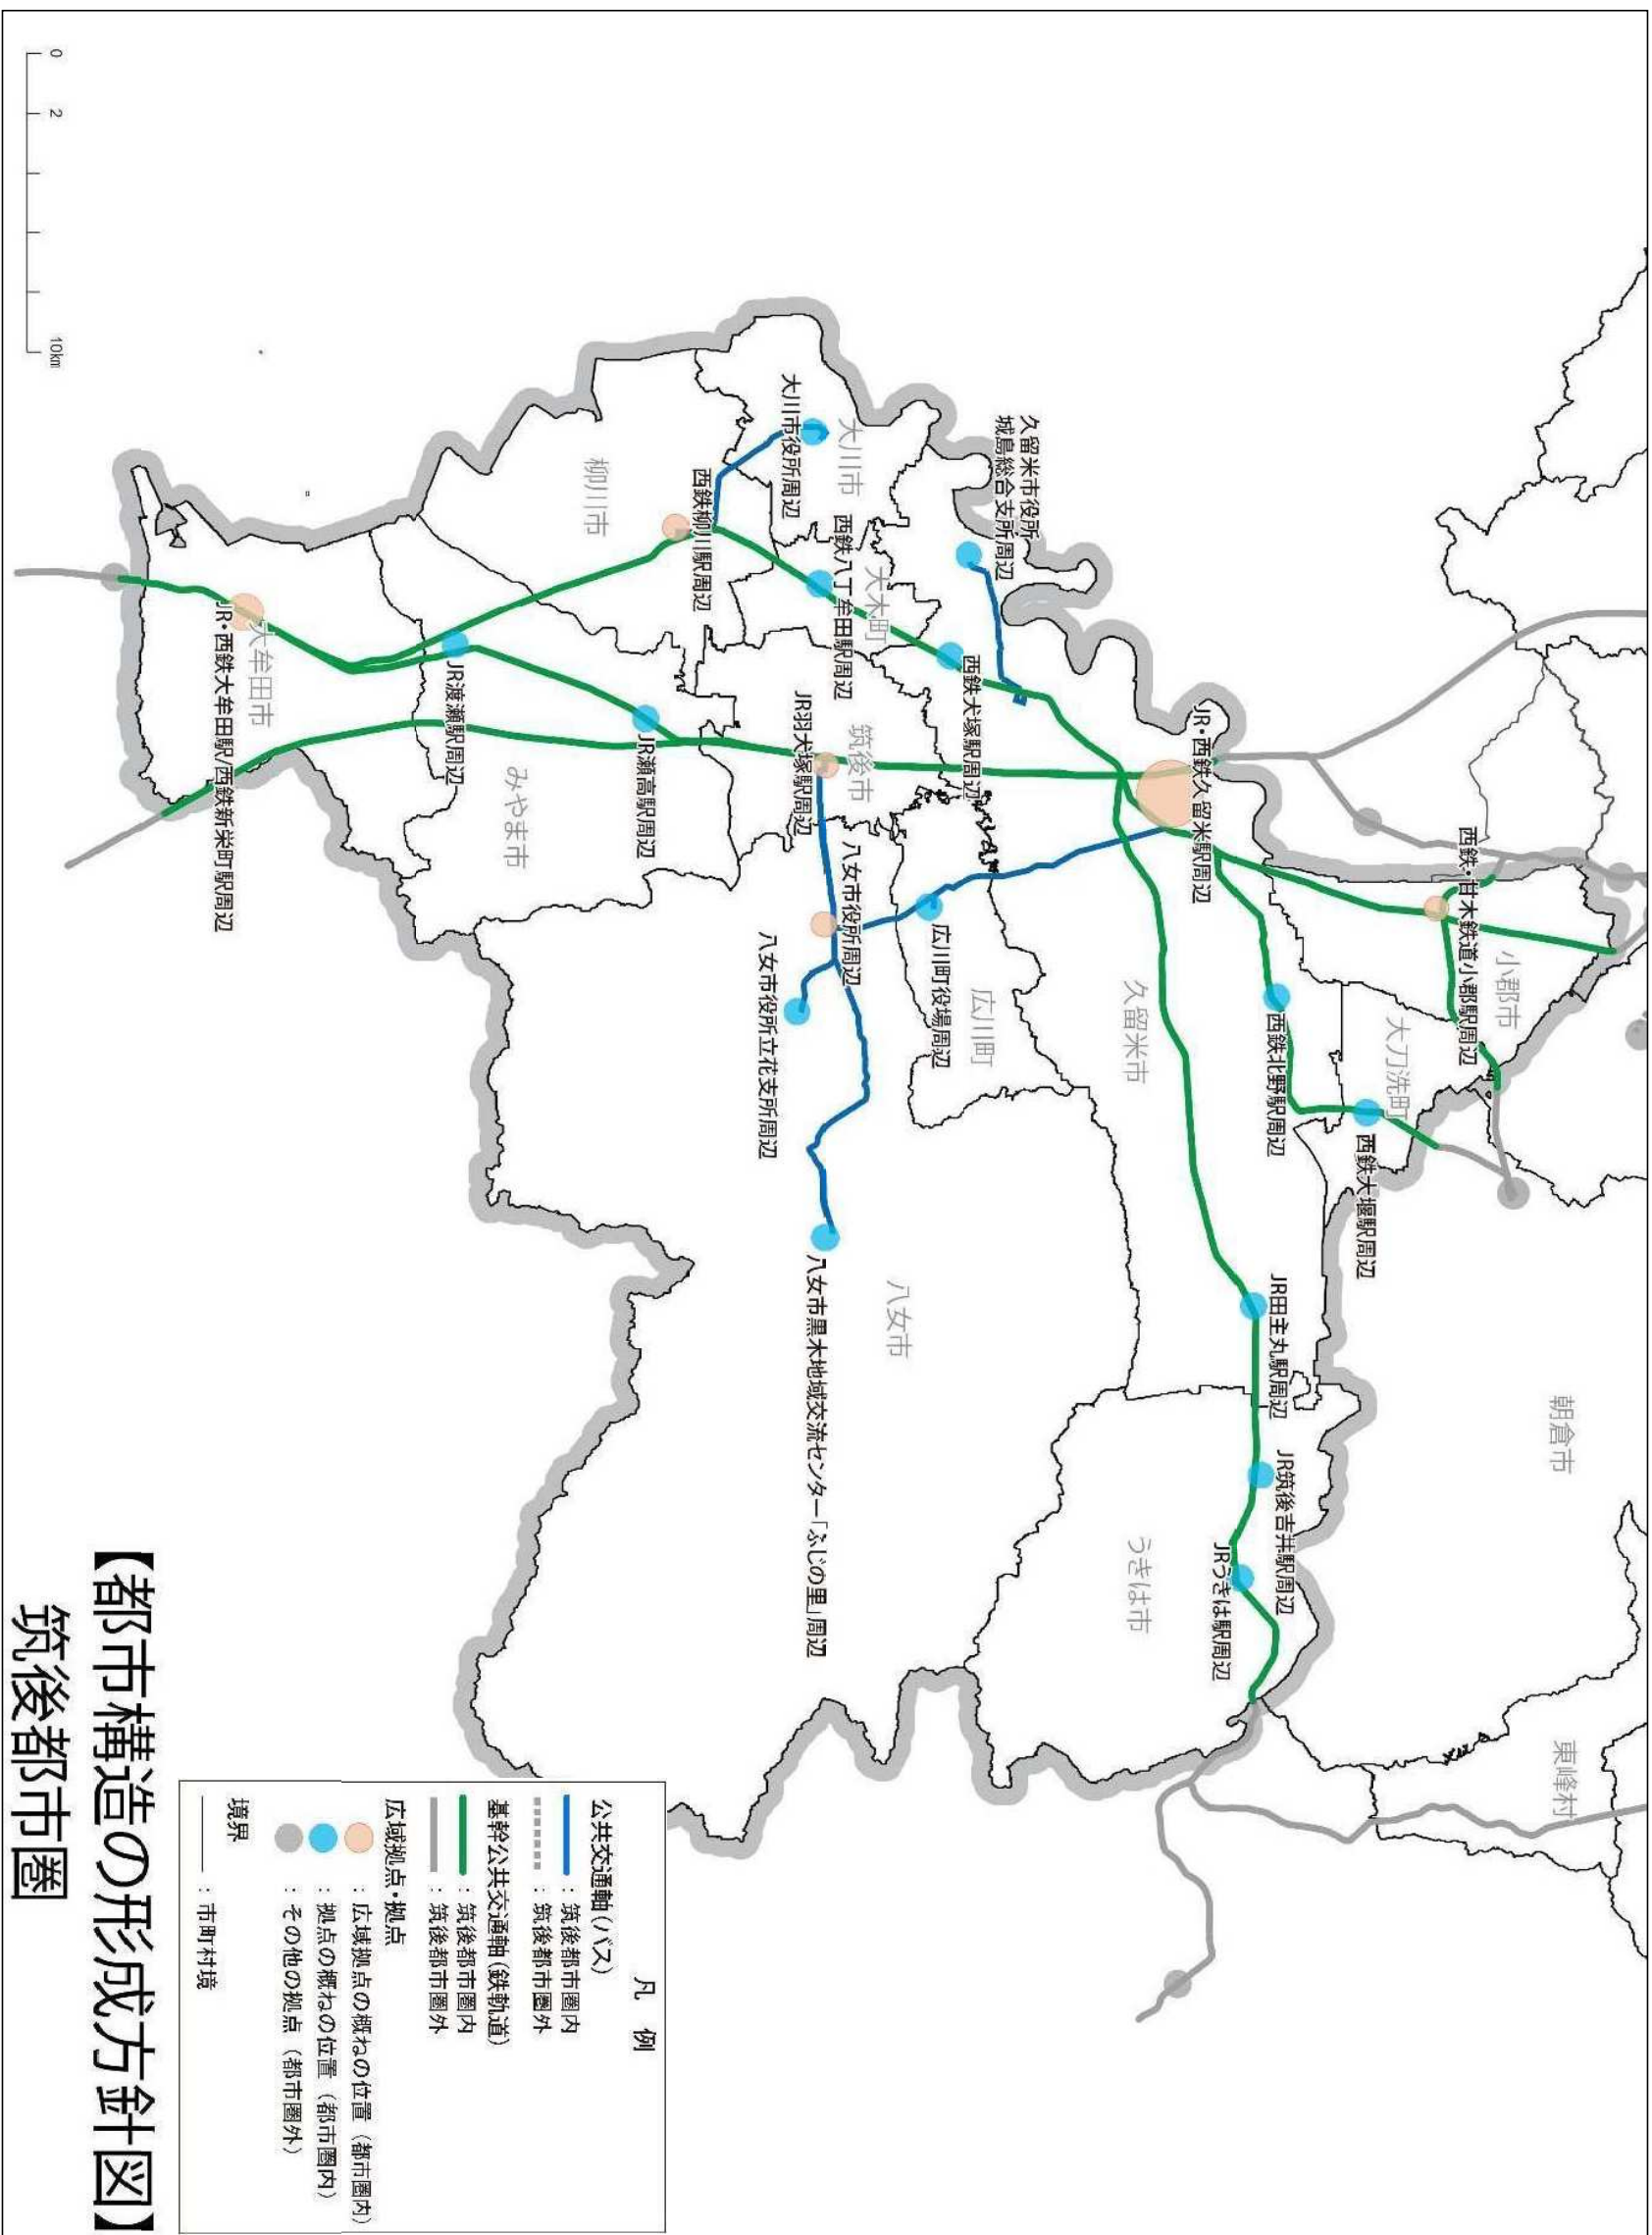 【都市構造の形成方針図】
筑後都市圏
凡　例
公共交通軸(バス)
：筑後都市圏内
：筑後都市圏外
基幹公共交通軸(鉄軌道)
：筑後都市圏内
：筑後都市圏外
広域拠点・拠点
：広域拠点の概ねの位置（都市圏内）
：拠点の概ねの位置（都市圏内）
：その他の拠点（都市圏外）
境界
：市町村境
朝倉市
東峰村
小郡市
西鉄・甘木鉄道小郡駅周辺
大刀洗町
西鉄大堰駅周辺
西鉄北野駅周辺
JR・西鉄久留米駅周辺
久留米市
JR田主丸駅周辺
JR筑後吉井駅周辺
JRうきは駅周辺
うきは市
久留米市役所
城島総合支所周辺
西鉄犬塚駅周辺
広川町
広川町役場周辺
大川市
大川市役所周辺
大木町
西鉄八丁牟田駅周辺
筑後市
JR羽犬塚駅周辺
八女市役所周辺
八女市
八女市役所立花支所周辺
八女市黒木地域交流センター「ふじの里」周辺
西鉄柳川駅周辺
柳川市
JR瀬高駅周辺
みやま市
JR渡瀬駅周辺
大牟田市
JR・西鉄大牟田駅/西鉄新栄町駅周辺
0
2
10km